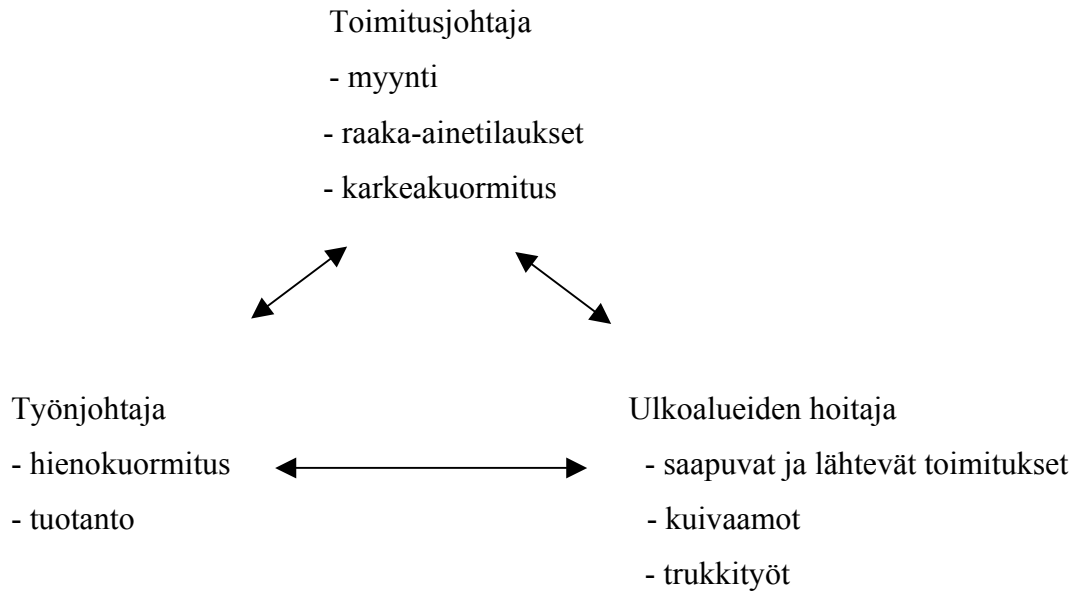 Toimitusjohtaja
- myynti
- raaka-ainetilaukset
- karkeakuormitus
Työnjohtaja
- hienokuormitus
- tuotanto
Ulkoalueiden hoitaja
- saapuvat ja lähtevät toimitukset
- kuivaamot
- trukkityöt